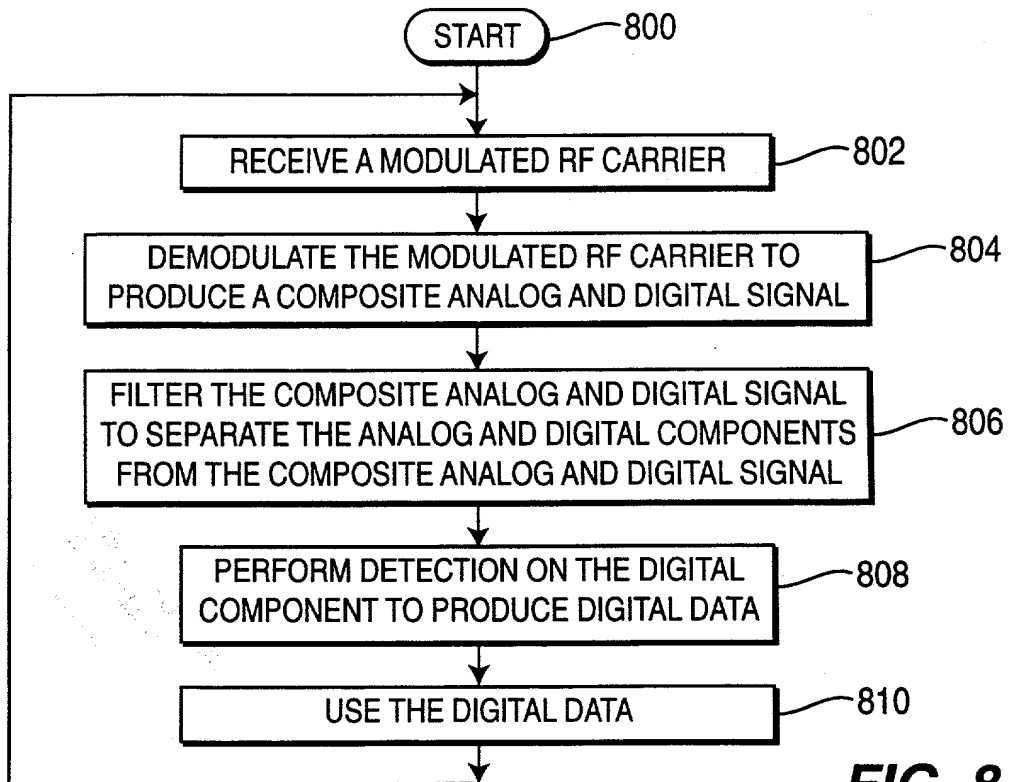 START
800
RECEIVE A MODULATED RF CARRIER
802
DEMODULATE THE MODULATED RF CARRIER TO
PRODUCE A COMPOSITE ANALOG AND DIGITAL SIGNAL
804
FILTER THE COMPOSITE ANALOG AND DIGITAL SIGNAL
TO SEPARATE THE ANALOG AND DIGITAL COMPONENTS
FROM THE COMPOSITE ANALOG AND DIGITAL SIGNAL
806
PERFORM DETECTION ON THE DIGITAL
COMPONENT TO PRODUCE DIGITAL DATA
808
USE THE DIGITAL DATA
810
FIG. 8